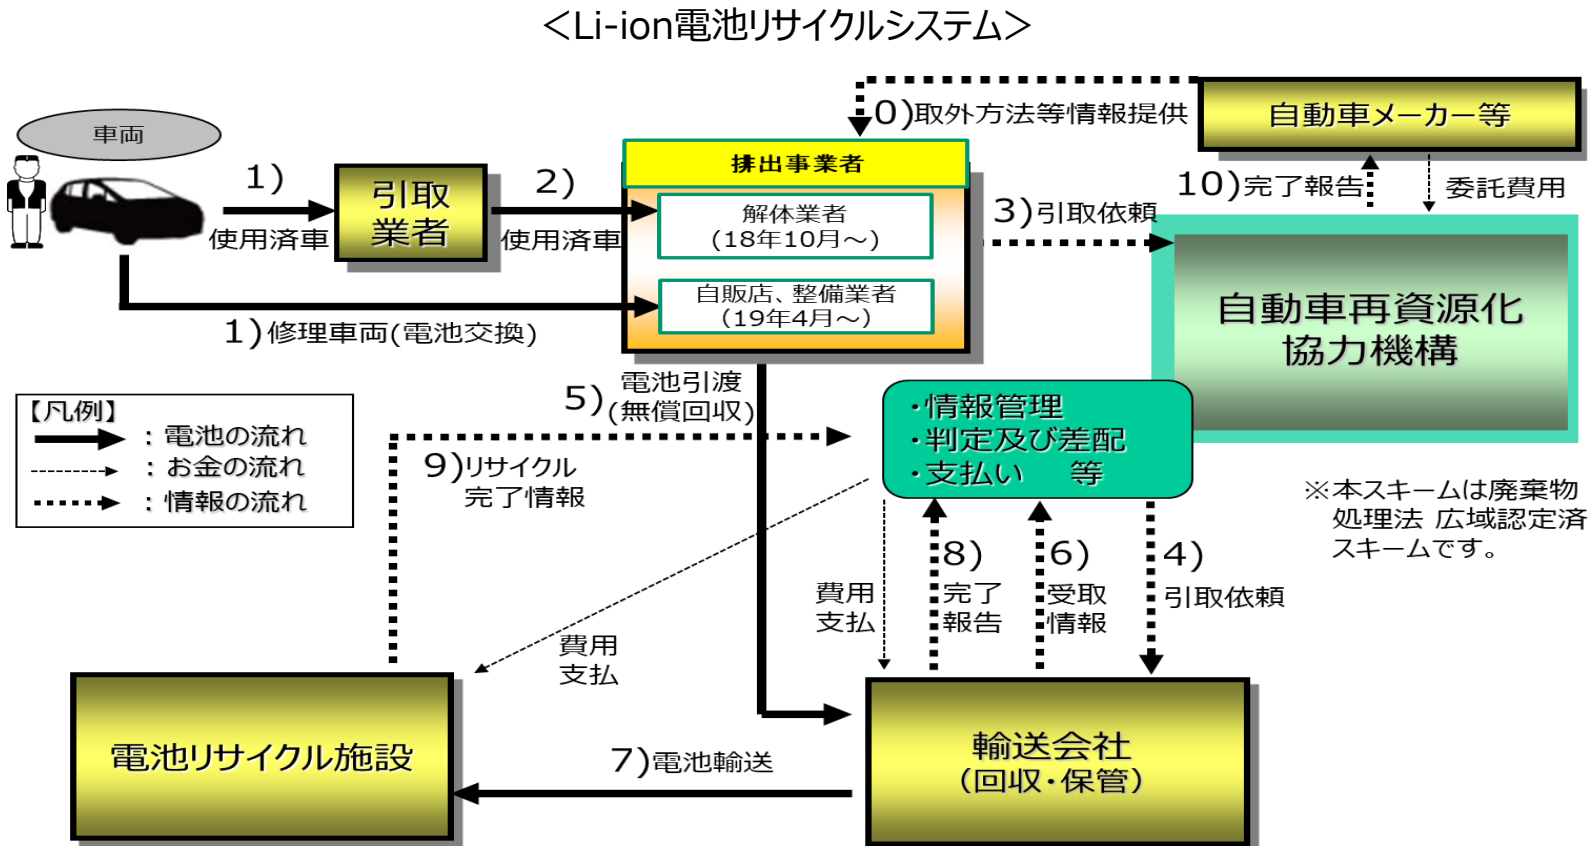 ＜Li-ion電池リサイクルシステム＞
車両
1)
使用済車
引取
業者
2)
使用済車
0)取外方法等情報提供
自動車メーカー等
排出事業者
解体業者
(18年10月～)
自販店、整備業者
(19年4月～)
1)修理車両(電池交換)
3)引取依頼
10)完了報告
委託費用
自動車再資源化
協力機構
・情報管理
・判定及び差配
・支払い　等
【凡例】
：電池の流れ
：お金の流れ
：情報の流れ
5)電池引渡
(無償回収)
9)リサイクル
完了情報
※本スキームは廃棄物
処理法 広域認定済
スキームです。
費用
支払
費用
支払
8)
完了
報告
6)
受取
情報
4)
引取依頼
電池リサイクル施設
7)電池輸送
輸送会社
（回収・保管）